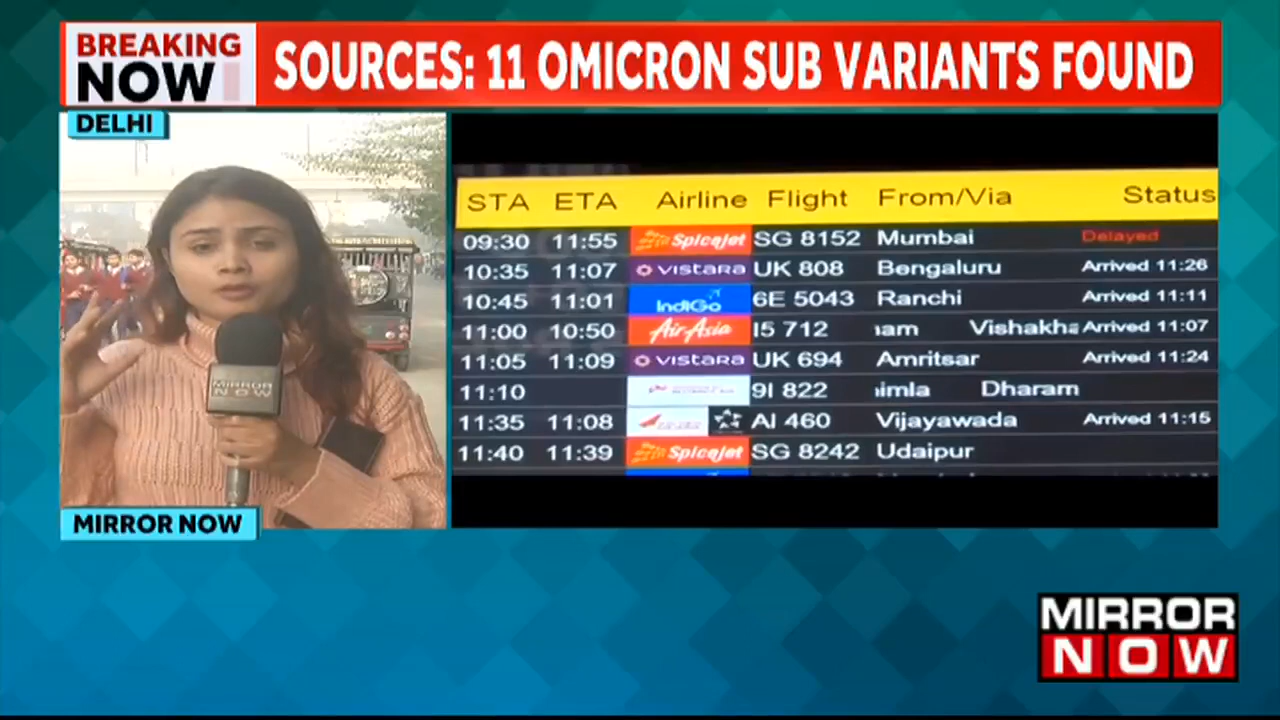 BREAKING
NOW
SOURCES: 11 OMICRON SUB VARIANTS FOUND
DELHI
STA ETA Airline Flight From/Via Status
09:30 11:55 Spicejet SG 8152 Mumbai Delayed
10:35 11:07 VISTARA UK 808 Bengaluru Arrived 11:26
10:45 11:01 IndiGo 6E 5043 Ranchi Arrived 11:11
11:00 10:50 AirAsia I5 712 Arrived 11:07
11:05 11:09 VISTARA UK 694 Amritsar Arrived 11:24
11:10 9I 822 Dharam
11:35 11:08 AI 460 Vijayawada Arrived 11:15
11:40 11:39 Spicejet SG 8242 Udaipur
MIRROR
NOW
MIRROR NOW
MIRROR
NOW